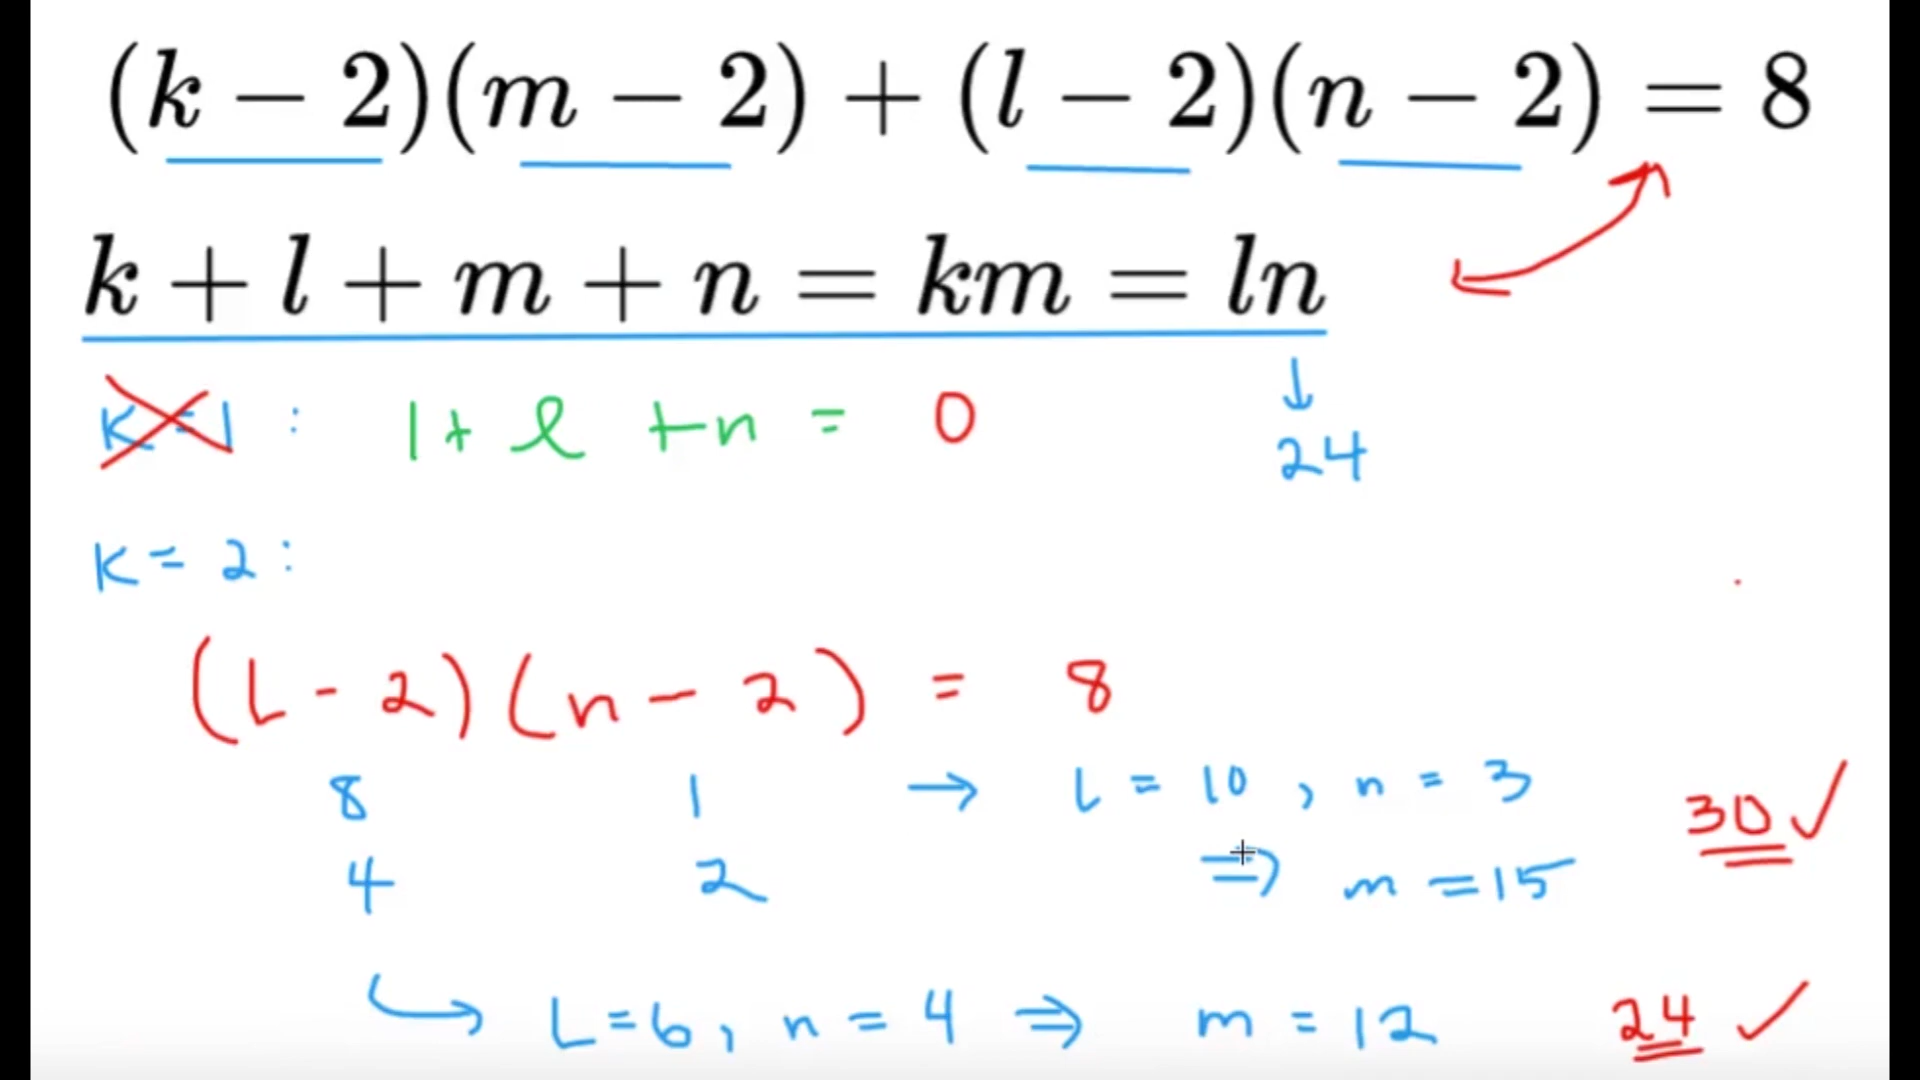 (k − 2)(m − 2) + (l − 2)(n − 2) = 8
k + l + m + n = km = ln
k = 1 : 1 + l + n = 0
↓
24
k = 2 :
(L - 2)(n - 2) = 8
8 1 → L = 10 , n = 3
30 ✓
4 2 ⇒ m = 15
↪ L = 6 , n = 4 ⇒ m = 12 24 ✓